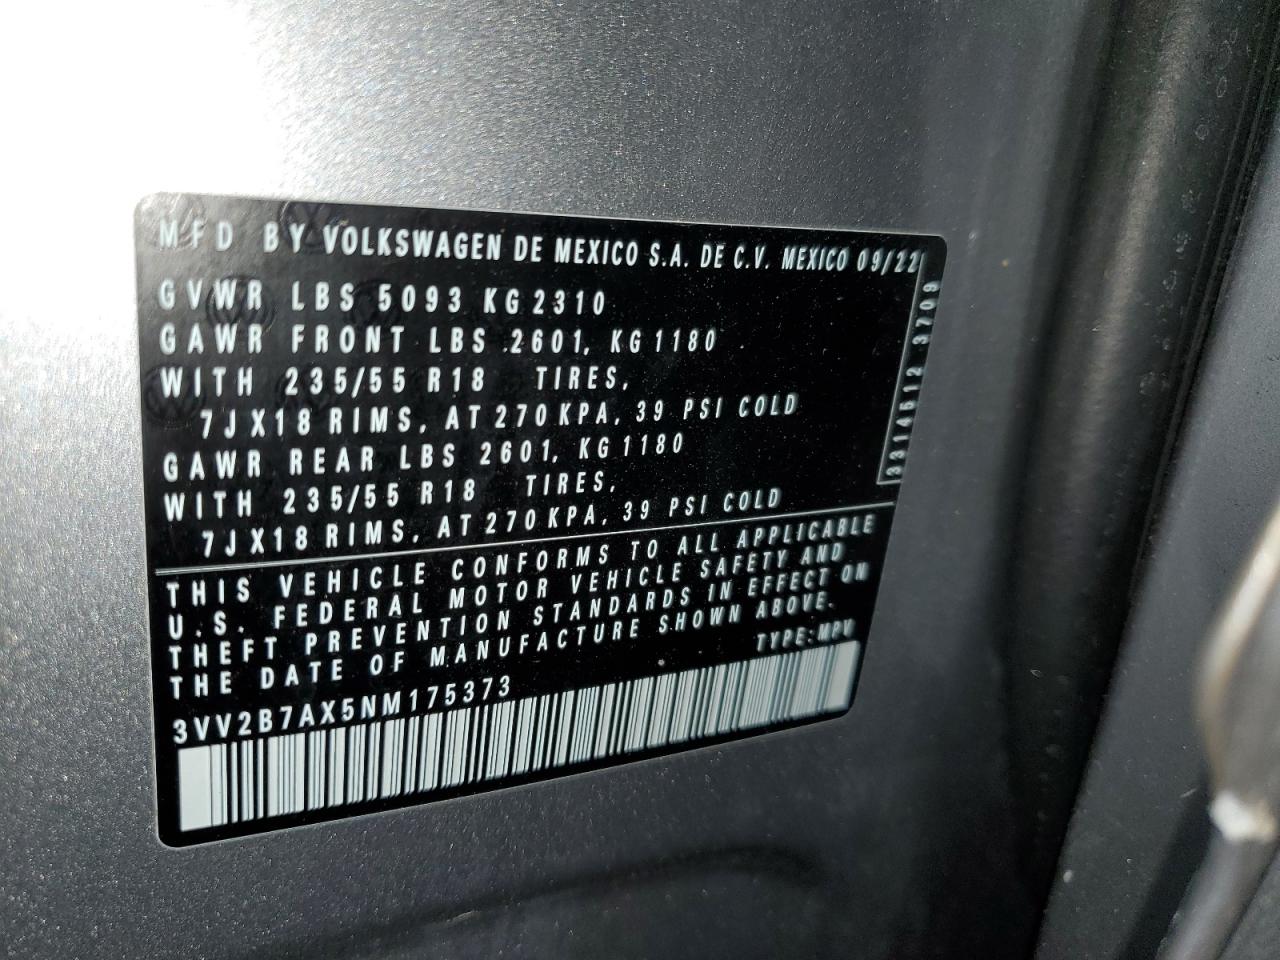 MFD BY VOLKSWAGEN DE MEXICO S.A. DE C.V. MEXICO 09/22
GVWR LBS 5093 KG 2310
GAWR FRONT LBS 2601, KG 1180
WITH 235/55 R18 TIRES,
7JX18 RIMS, AT 270 KPA, 39 PSI COLD
GAWR REAR LBS 2601, KG 1180
WITH 235/55 R18 TIRES,
7JX18 RIMS, AT 270 KPA, 39 PSI COLD
3314512 3709
THIS VEHICLE CONFORMS TO ALL APPLICABLE
U.S. FEDERAL MOTOR VEHICLE SAFETY AND
THEFT PREVENTION STANDARDS IN EFFECT ON
THE DATE OF MANUFACTURE SHOWN ABOVE.
TYPE: MPV
3VV2B7AX5NM175373